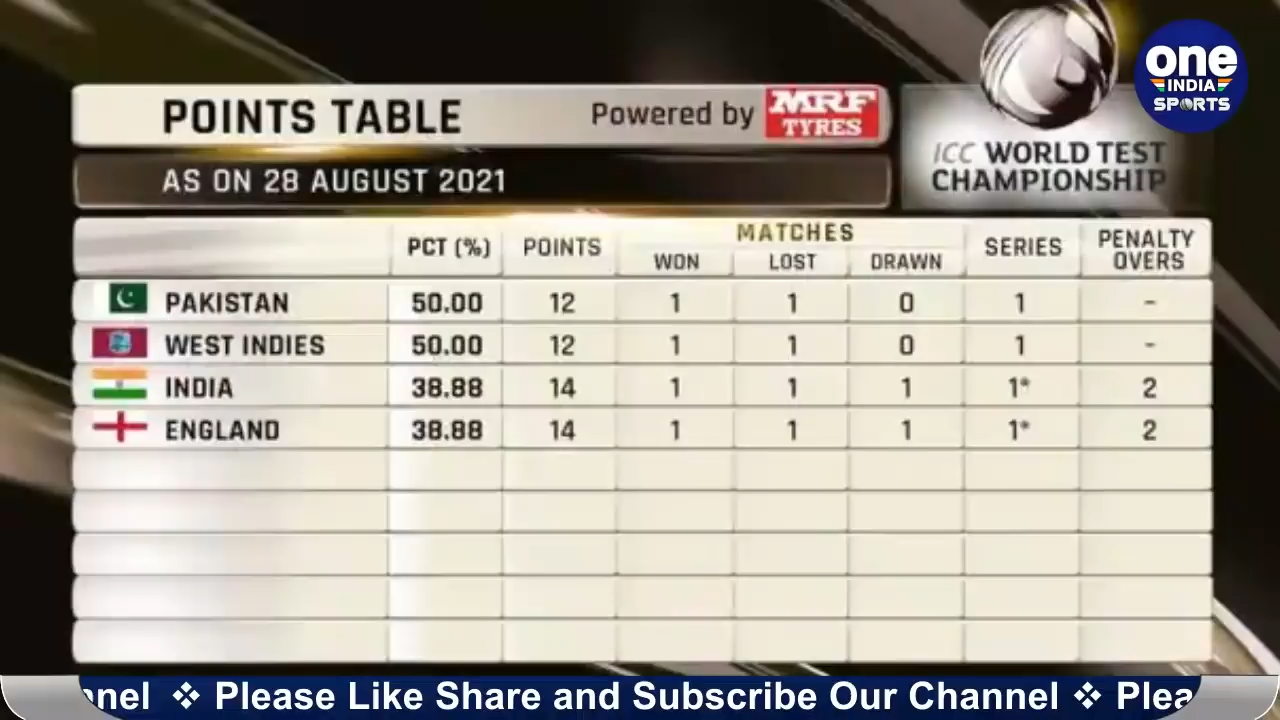 one
INDIA
SPORTS
POINTS TABLE Powered by MRF TYRES
ICC WORLD TEST
CHAMPIONSHIP
AS ON 28 AUGUST 2021
PCT (%) POINTS MATCHES SERIES PENALTY OVERS
WON LOST DRAWN
PAKISTAN 50.00 12 1 1 0 1 -
WEST INDIES 50.00 12 1 1 0 1 -
INDIA 38.88 14 1 1 1 1* 2
ENGLAND 38.88 14 1 1 1 1* 2
nnel ❖ Please Like Share and Subscribe Our Channel ❖ Plea